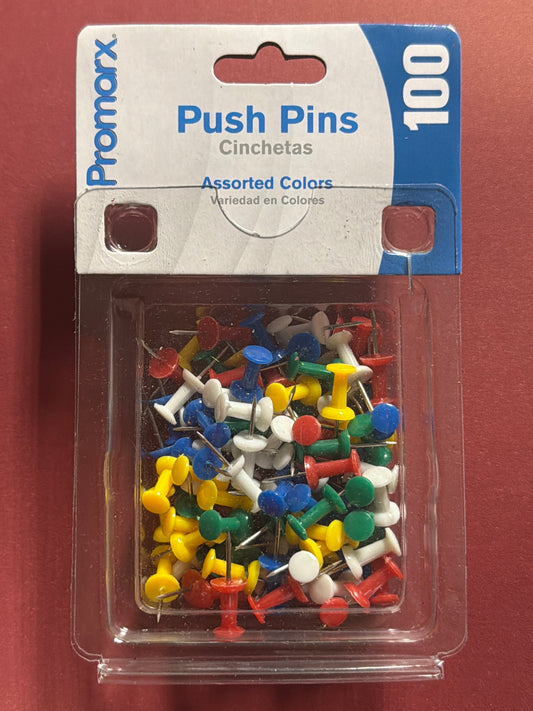 Promarx®
100
Push Pins
Cinchetas
Assorted Colors
Variedad en Colores